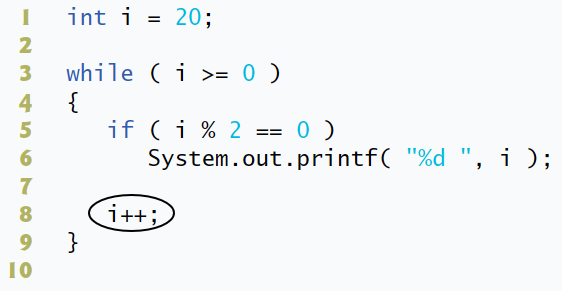 1 int i = 20;
2
3 while ( i >= 0 )
4 {
5 if ( i % 2 == 0 )
6 System.out.printf( "%d ", i );
7
8 i++;
9 }
10